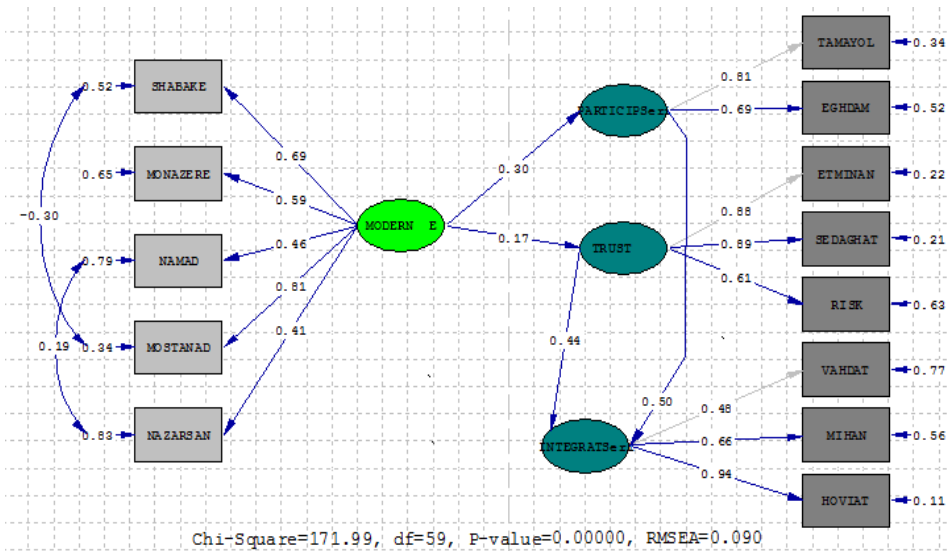 TAMAYOL
0.34
0.81
0.52
SHABAKE
PARTICIPSer
0.69
EGHDAM
0.52
0.69
0.30
0.65
MONAZERE
ETMINAN
0.22
0.59
0.88
-0.30
MODERN E
0.17
TRUST
0.89
SEDAGHAT
0.21
0.46
0.79
NAMAD
0.61
0.81
RISK
0.63
0.41
0.19
0.34
MOSTANAD
0.44
VAHDAT
0.77
0.50
0.48
0.83
NAZARSAN
INTEGRATSer
0.66
MIHAN
0.56
0.94
HOVIAT
0.11
Chi-Square=171.99, df=59, P-value=0.00000, RMSEA=0.090